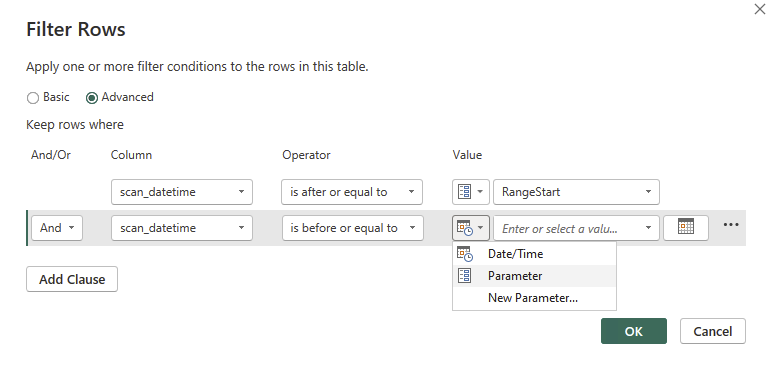 Filter Rows
Apply one or more filter conditions to the rows in this table.
Basic Advanced
Keep rows where
And/Or Column Operator Value
scan_datetime is after or equal to RangeStart
And scan_datetime is before or equal to Enter or select a valu... ...
Date/Time
Parameter
New Parameter...
Add Clause
OK Cancel